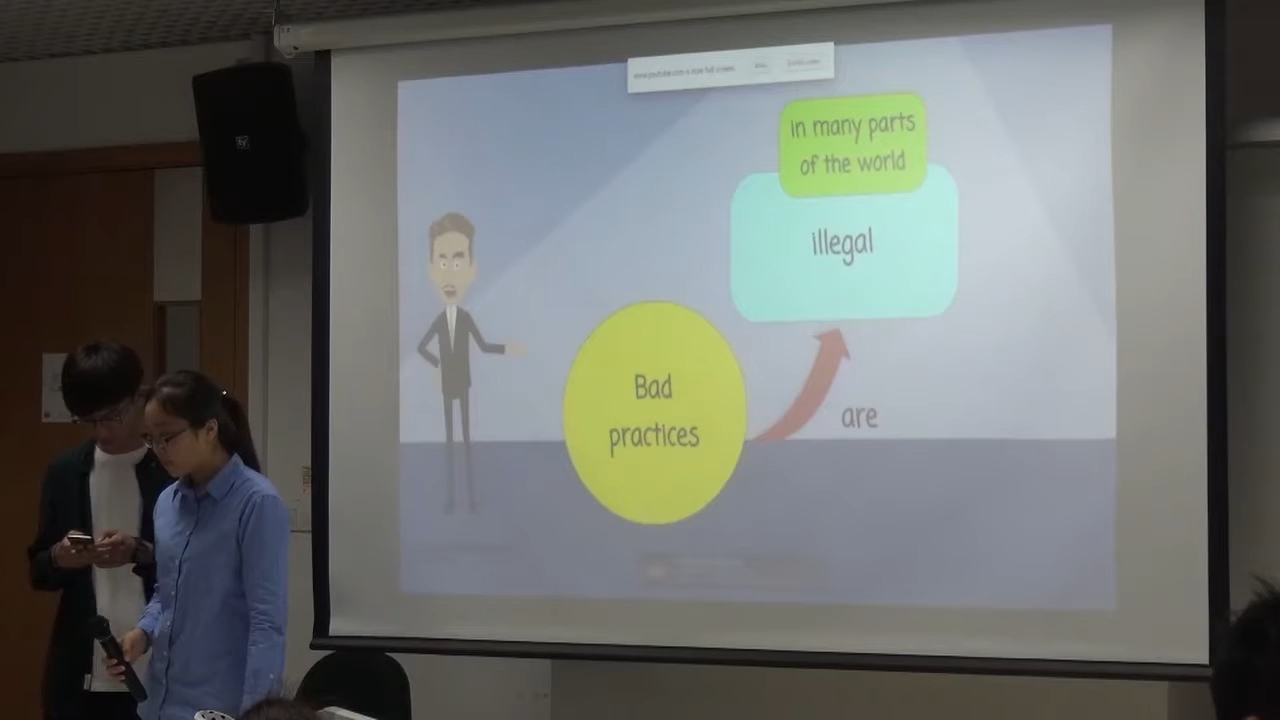 in many parts
of the world
illegal
Bad
practices
are